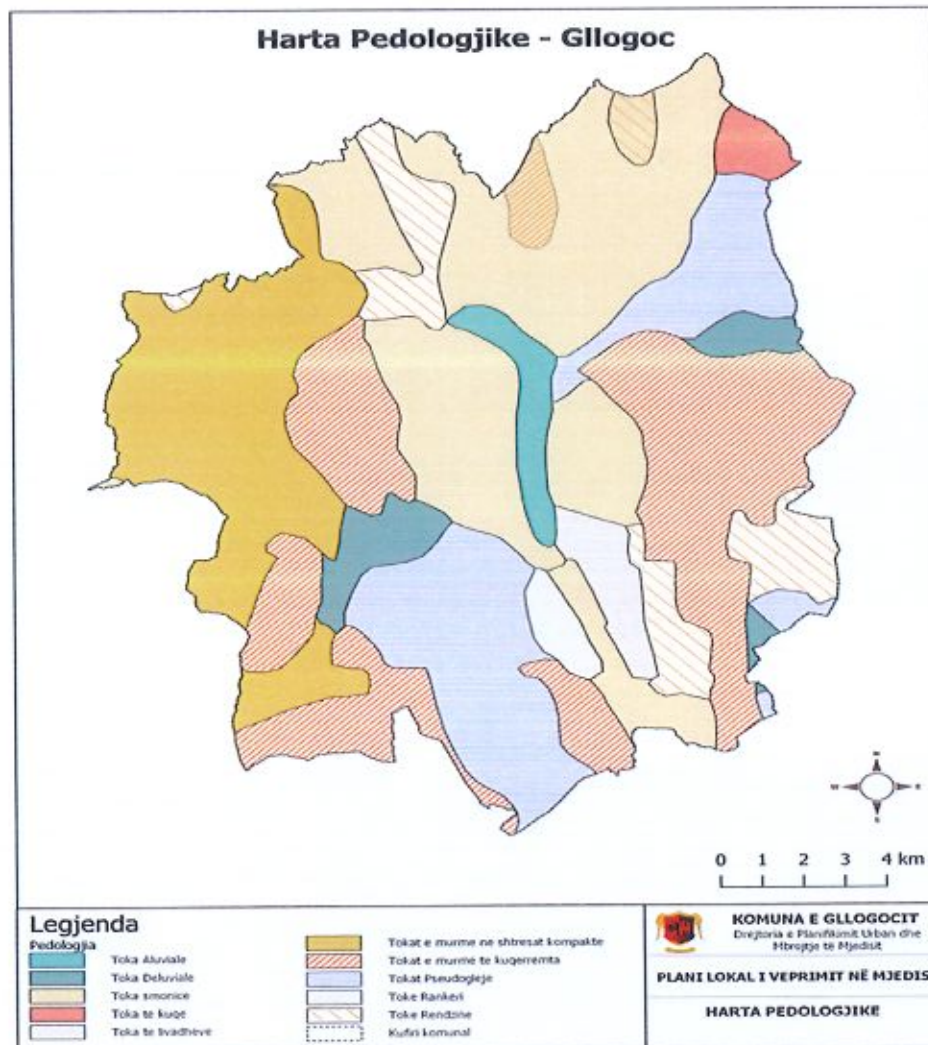 Harta Pedologjike - Gllogoc
N
W E
S
0 1 2 3 4 km
Legjenda
Pedologjia
Toka Aluviale
Toka Deluviale
Toka smonice
Toka të kuqe
Toka te livadheve
Tokat e murme ne shtresat kompakte
Tokat e murme te kuqerremta
Tokat Pseudogleje
Toke Rankeri
Toke Rendzine
Kufiri komunal
KOMUNA E GLLOGOCIT
Drejtoria e Planifikimit Urban dhe
Mbrojtje të Mjedisit
PLANI LOKAL I VEPRIMIT NË MJEDIS
HARTA PEDOLOGJIKE